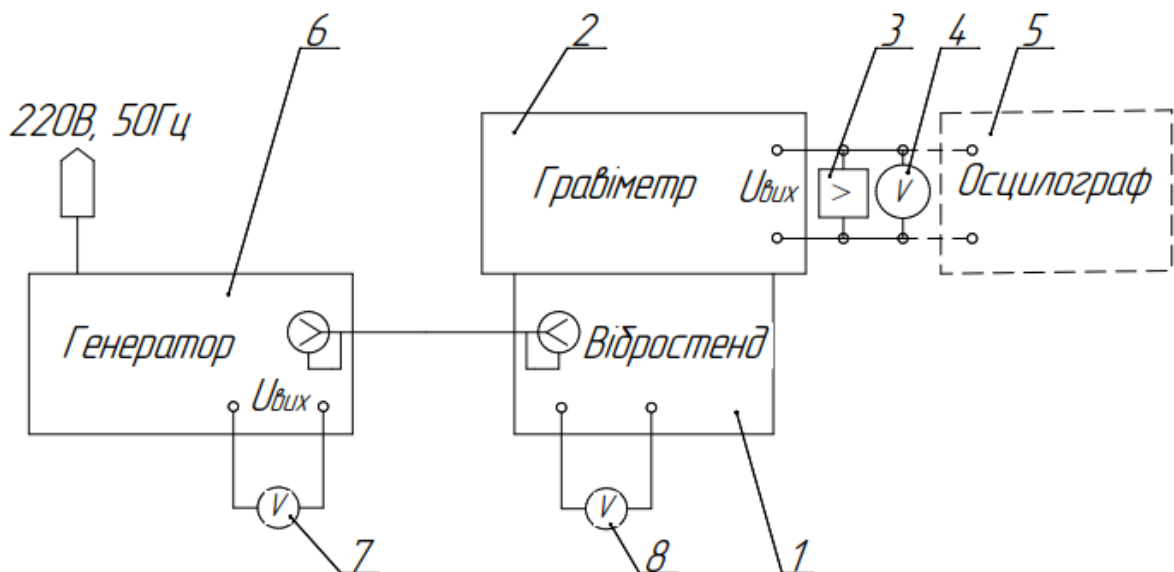 6
2
3
4
5
220В, 50Гц
Гравіметр
Uвих
>
V
Осцилограф
Генератор
Вібростенд
Uвих
V
V
7
8
1